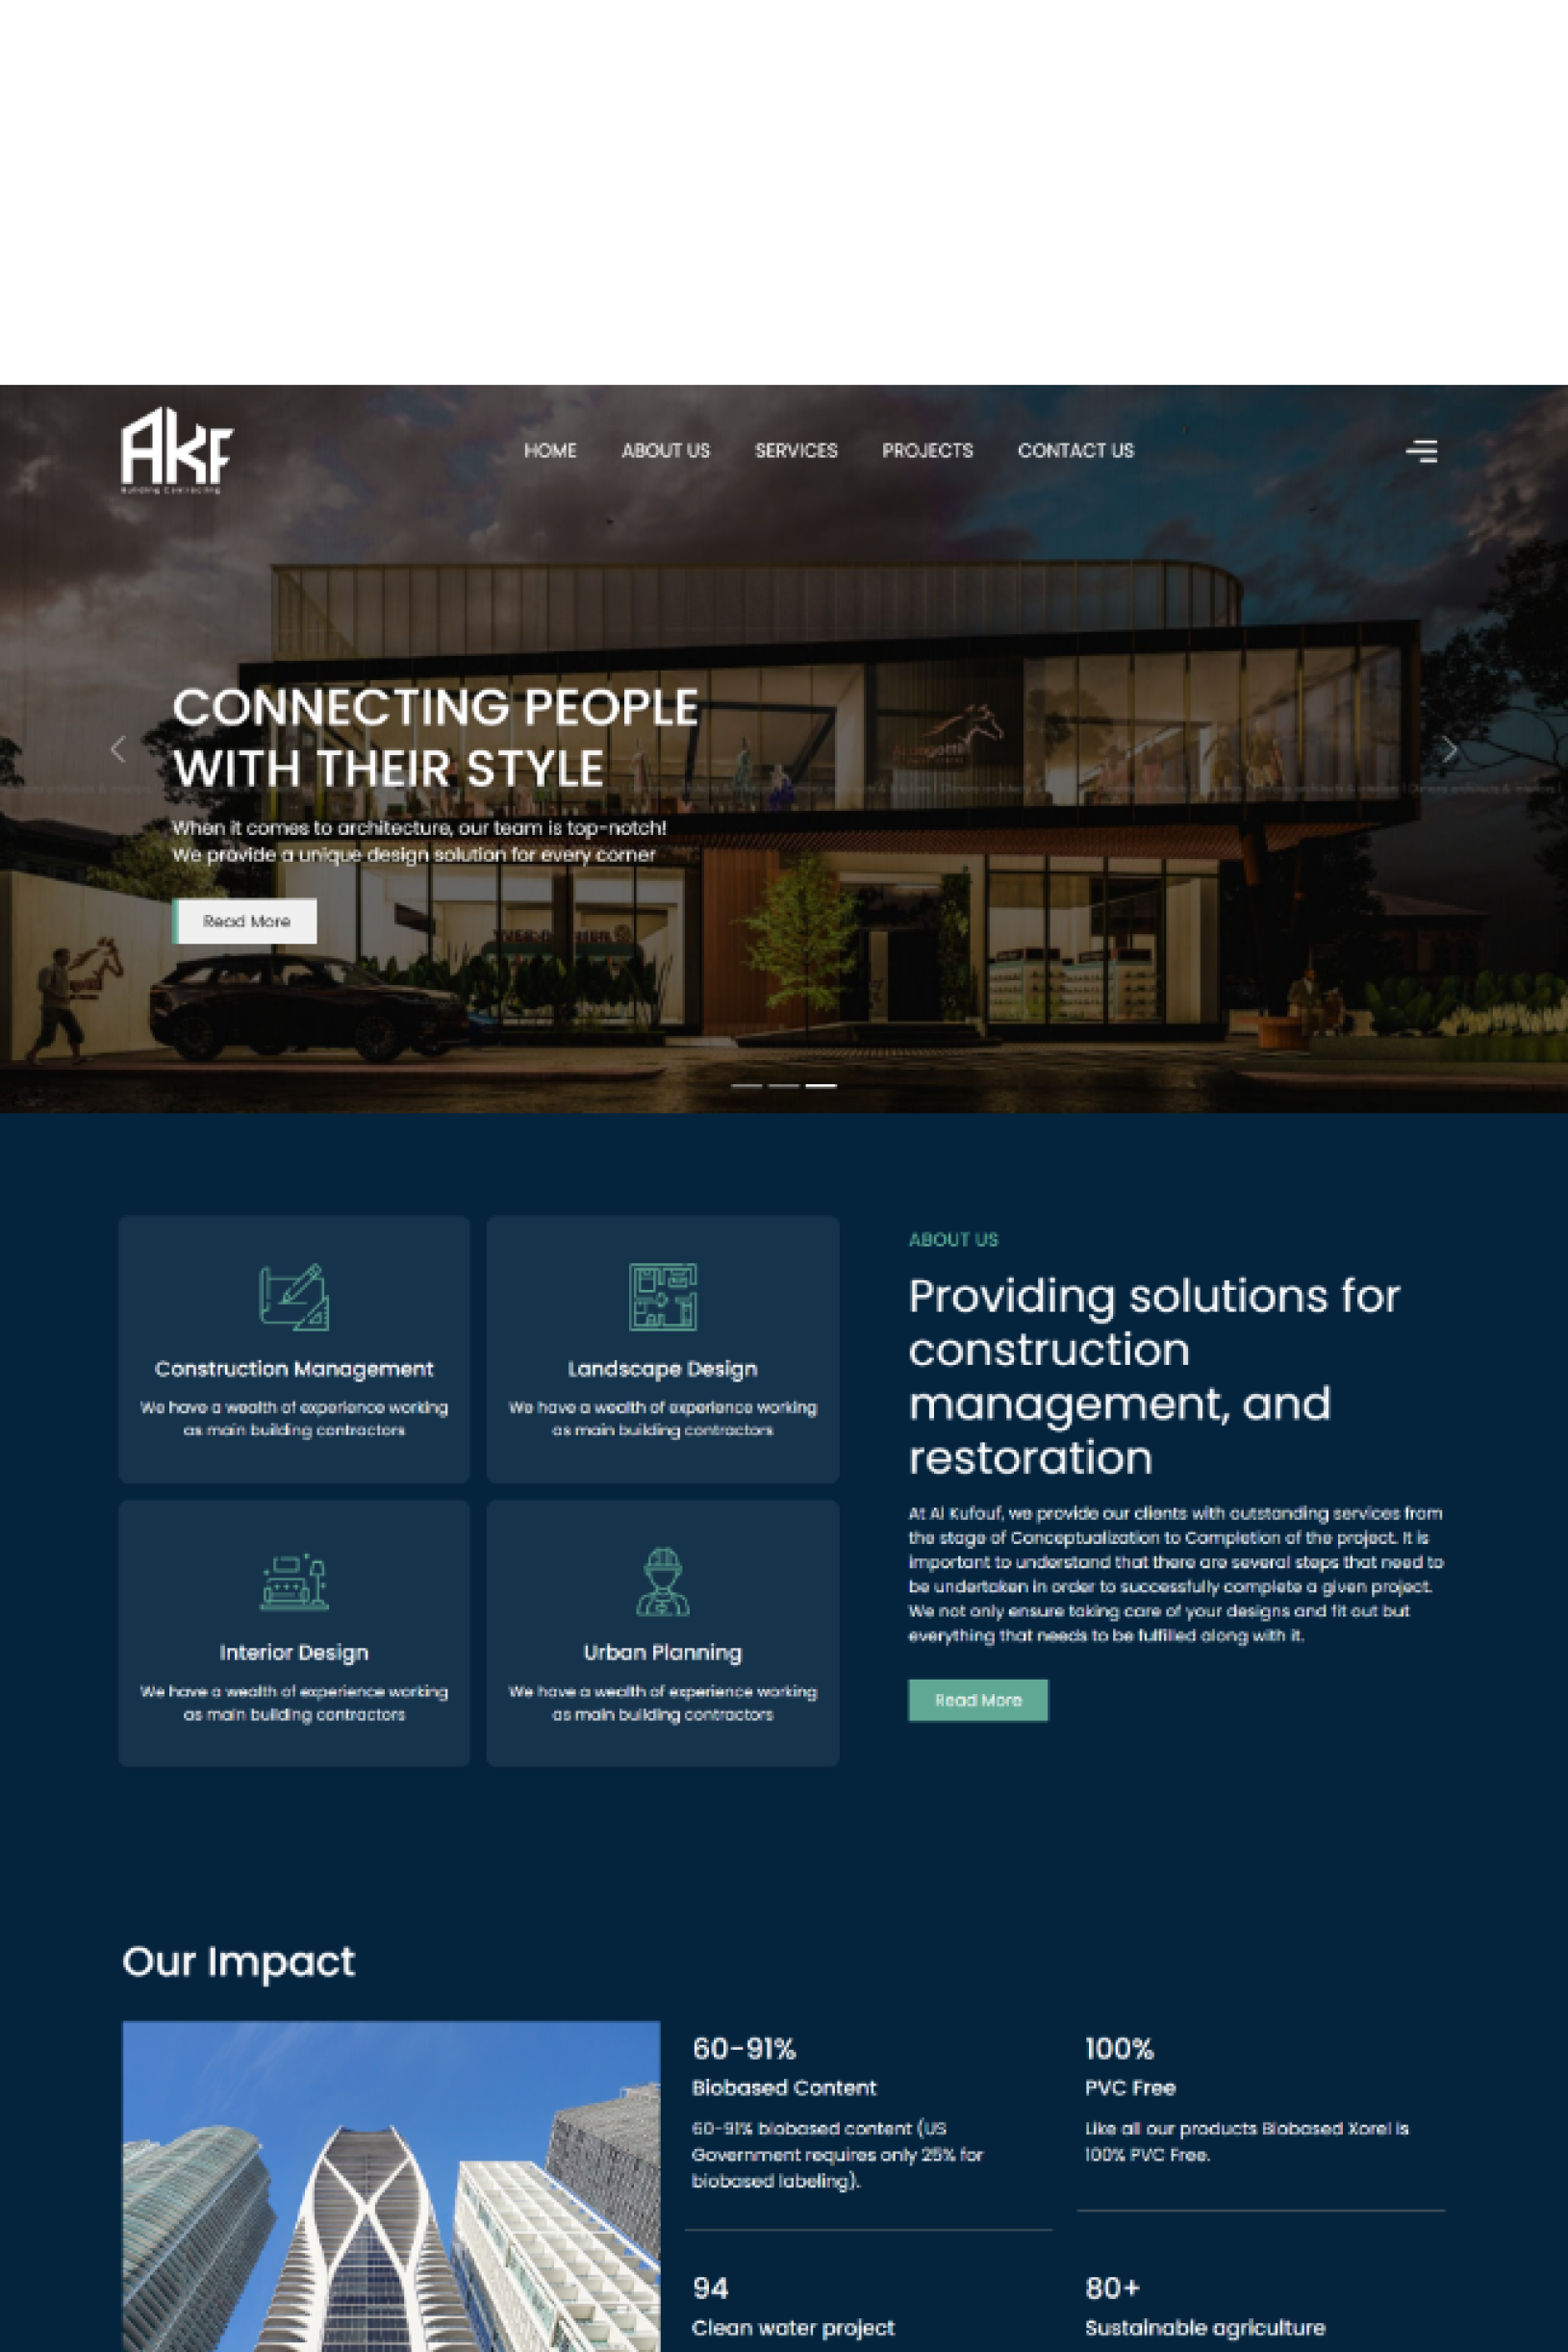 AKF
Building Contracting
HOME ABOUT US SERVICES PROJECTS CONTACT US
CONNECTING PEOPLE
WITH THEIR STYLE
When it comes to architecture, our team is top-notch!
We provide a unique design solution for every corner
Read More
Construction Management
We have a wealth of experience working
as main building contractors
Landscape Design
We have a wealth of experience working
as main building contractors
Interior Design
We have a wealth of experience working
as main building contractors
Urban Planning
We have a wealth of experience working
as main building contractors
ABOUT US
Providing solutions for
construction
management, and
restoration
At Al Kufouf, we provide our clients with outstanding services from
the stage of Conceptualization to Completion of the project. It is
important to understand that there are several steps that need to
be undertaken in order to successfully complete a given project.
We not only ensure taking care of your designs and fit out but
everything that needs to be fulfilled along with it.
Read More
Our Impact
60-91%
Biobased Content
60-91% biobased content (US
Government requires only 25% for
biobased labeling).
100%
PVC Free
Like all our products Biobased Xorel is
100% PVC Free.
94
Clean water project
80+
Sustainable agriculture